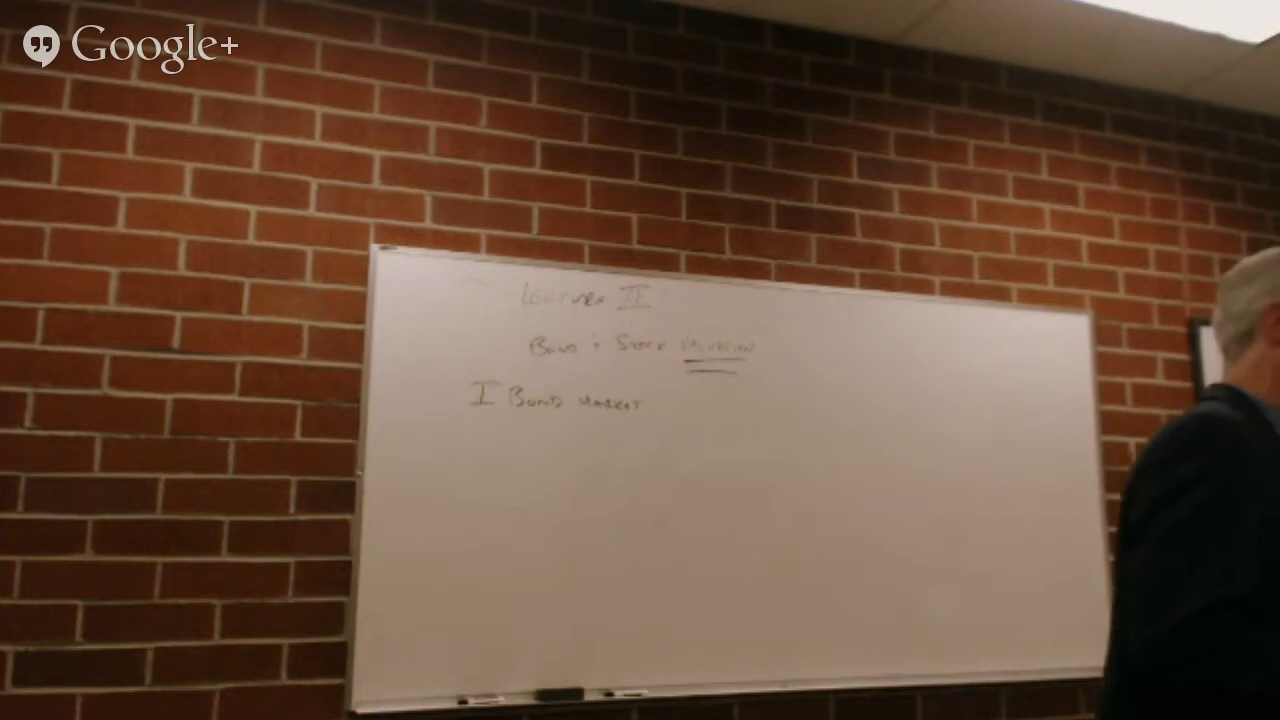 Google+
LECTURE II
BOND + STOCK VALUATION
I BOND MARKET